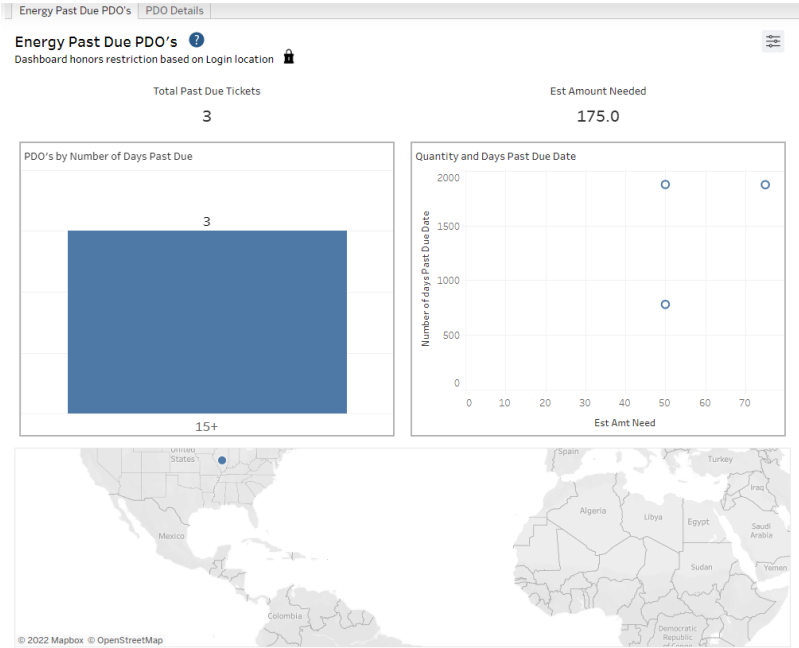 Energy Past Due PDO's
PDO Details
Energy Past Due PDO's ?
Dashboard honors restriction based on Login location
Total Past Due Tickets
3
Est Amount Needed
175.0
PDO's by Number of Days Past Due
3
15+
Quantity and Days Past Due Date
Number of days Past Due Date
2000
1500
1000
500
0
0 10 20 30 40 50 60 70
Est Amt Need
United
States
Mexico
Colombia
Spain
Turkey
Iraq
Algeria
Libya
Egypt
Saudi
Arabia
Sudan
Yemen
Democratic
Republic
of Congo
© 2022 Mapbox © OpenStreetMap